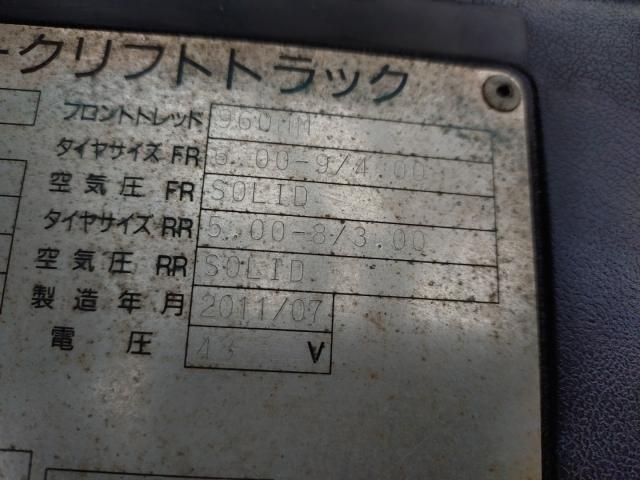 ークリフトトラック
フロントトレッド 960MM
タイヤサイズ FR 6.00-9/4.00
空気圧 FR SOLID
タイヤサイズ RR 5.00-8/3.00
空気圧 RR SOLID
製造年月 2011/07
電圧 V